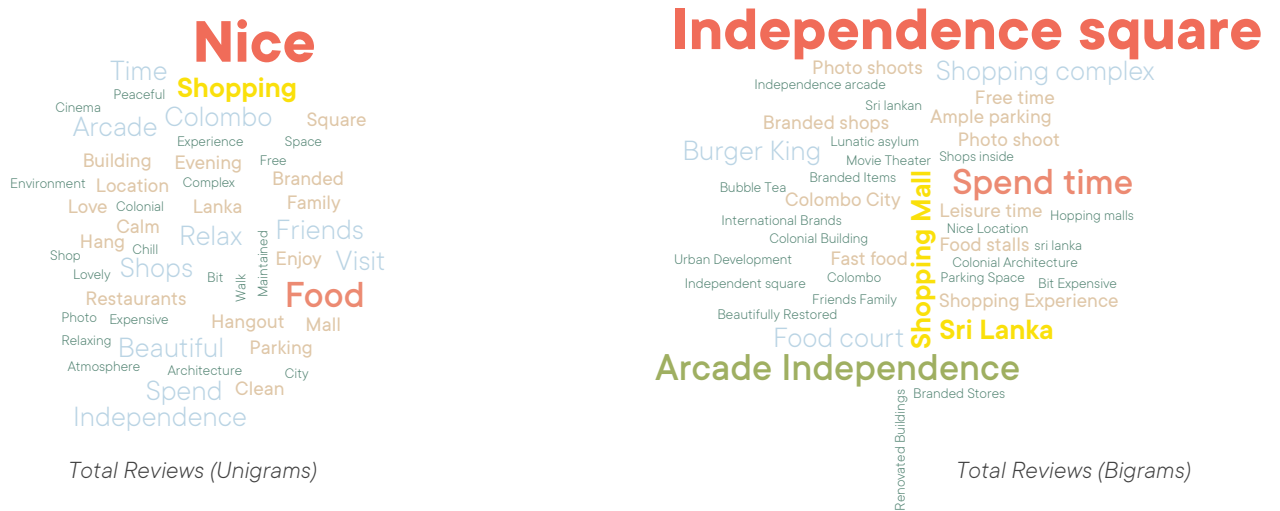 Nice
Time
Shopping
Peaceful
Cinema
Colombo
Arcade
Square
Experience
Space
Building
Evening
Free
Environment
Location
Complex
Branded
Love
Colonial
Lanka
Family
Calm
Hang
Chill
Relax
Friends
Shop
Maintained
Enjoy
Visit
Lovely
Shops
Bit
Walk
Food
Restaurants
Photo
Expensive
Hangout
Mall
Relaxing
Beautiful
Parking
Atmosphere
Architecture
City
Spend
Clean
Independence
Total Reviews (Unigrams)
Independence square
Photo shoots
Shopping complex
Independence arcade
Free time
Sri lankan
Ample parking
Branded shops
Lunatic asylum
Photo shoot
Burger King
Movie Theater
Shops inside
Branded Items
Shopping Mall
Spend time
Bubble Tea
Colombo City
Leisure time
Hopping malls
International Brands
Nice Location
Colonial Building
Food stalls
sri lanka
Urban Development
Fast food
Colonial Architecture
Independent square
Colombo
Parking Space
Bit Expensive
Friends Family
Shopping Experience
Beautifully Restored
Food court
Sri Lanka
Arcade Independence
Renovated Buildings
Branded Stores
Total Reviews (Bigrams)